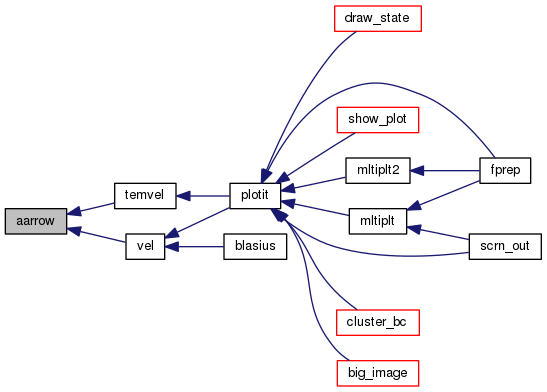 draw_state
show_plot
mltiplt2
fprep
temvel
plotit
aarrow
mltiplt
vel
blasius
scrn_out
cluster_bc
big_image